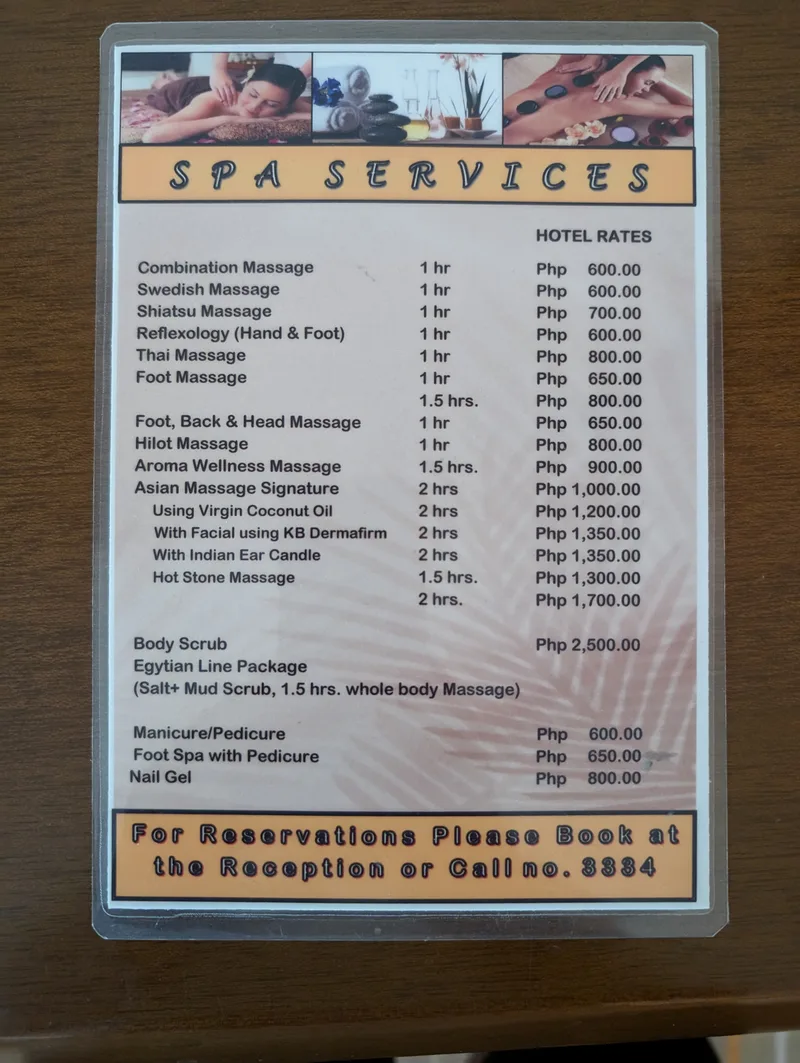 SPA SERVICES
HOTEL RATES
Combination Massage 1 hr Php 600.00
Swedish Massage 1 hr Php 600.00
Shiatsu Massage 1 hr Php 700.00
Reflexology (Hand & Foot) 1 hr Php 600.00
Thai Massage 1 hr Php 800.00
Foot Massage 1 hr Php 650.00
1.5 hrs. Php 800.00
Foot, Back & Head Massage 1 hr Php 650.00
Hilot Massage 1 hr Php 800.00
Aroma Wellness Massage 1.5 hrs. Php 900.00
Asian Massage Signature 2 hrs Php 1,000.00
Using Virgin Coconut Oil 2 hrs Php 1,200.00
With Facial using KB Dermafirm 2 hrs Php 1,350.00
With Indian Ear Candle 2 hrs Php 1,350.00
Hot Stone Massage 1.5 hrs. Php 1,300.00
2 hrs. Php 1,700.00
Body Scrub Php 2,500.00
Egytian Line Package
(Salt+ Mud Scrub, 1.5 hrs. whole body Massage)
Manicure/Pedicure Php 600.00
Foot Spa with Pedicure Php 650.00
Nail Gel Php 800.00
For Reservations Please Book at
the Reception or Call no. 3334